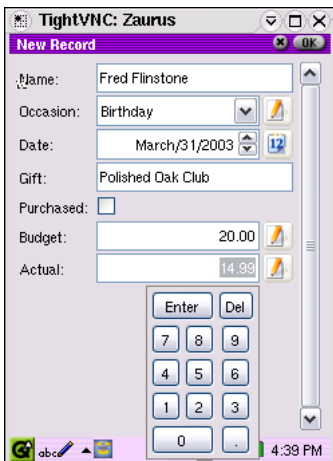 TightVNC: Zaurus
New Record
OK
Name: Fred Flinstone
Occasion: Birthday
Date: March/31/2003 12
Gift: Polished Oak Club
Purchased:
Budget: 20.00
Actual: 14.99
Enter Del
7 8 9
4 5 6
1 2 3
0 .
abc 4:39 PM